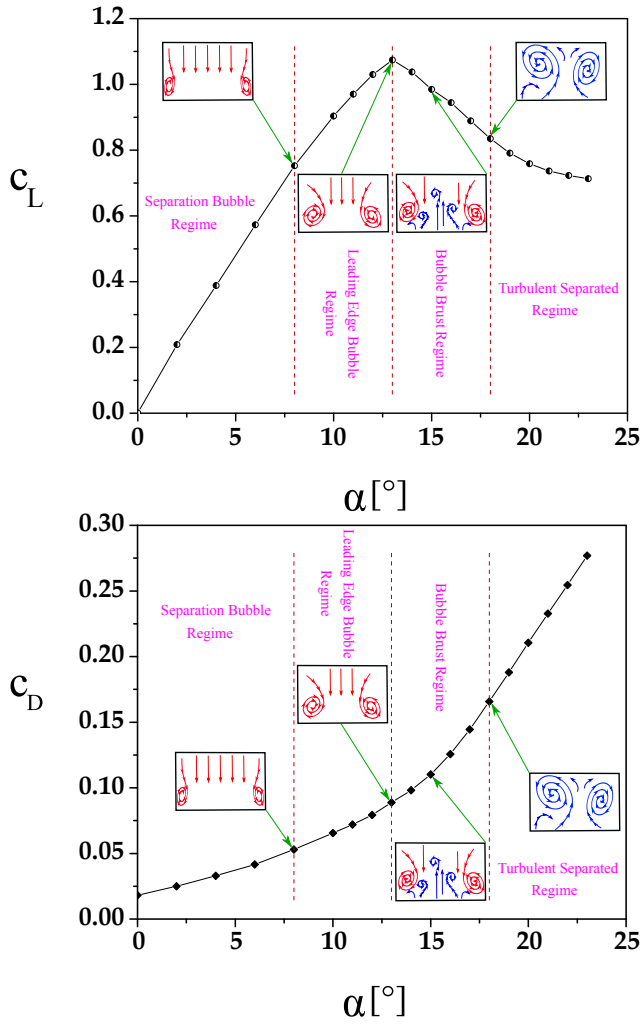 1.2
1.0
0.8
0.6
0.4
0.2
0.0
c_L
Separation Bubble
Regime
Leading Edge Bubble
Regime
Bubble Brust Regime
Turbulent Separated
Regime
0 5 10 15 20 25
α[°]
0.30
0.25
0.20
0.15
0.10
0.05
0.00
c_D
Separation Bubble
Regime
Leading Edge Bubble
Regime
Bubble Brust Regime
Turbulent Separated
Regime
0 5 10 15 20 25
α[°]